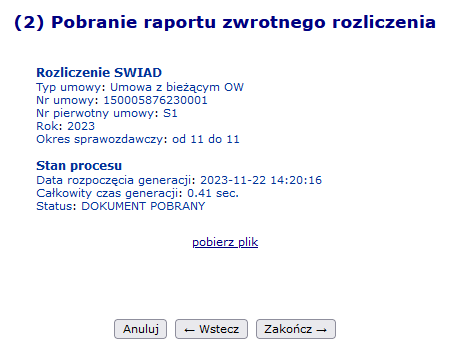 (2) Pobranie raportu zwrotnego rozliczenia
Rozliczenie SWIAD
Typ umowy: Umowa z bieżącym OW
Nr umowy: 150005876230001
Nr pierwotny umowy: S1
Rok: 2023
Okres sprawozdawczy: od 11 do 11
Stan procesu
Data rozpoczęcia generacji: 2023-11-22 14:20:16
Całkowity czas generacji: 0.41 sec.
Status: DOKUMENT POBRANY
pobierz plik
Anuluj ← Wstecz Zakończ →